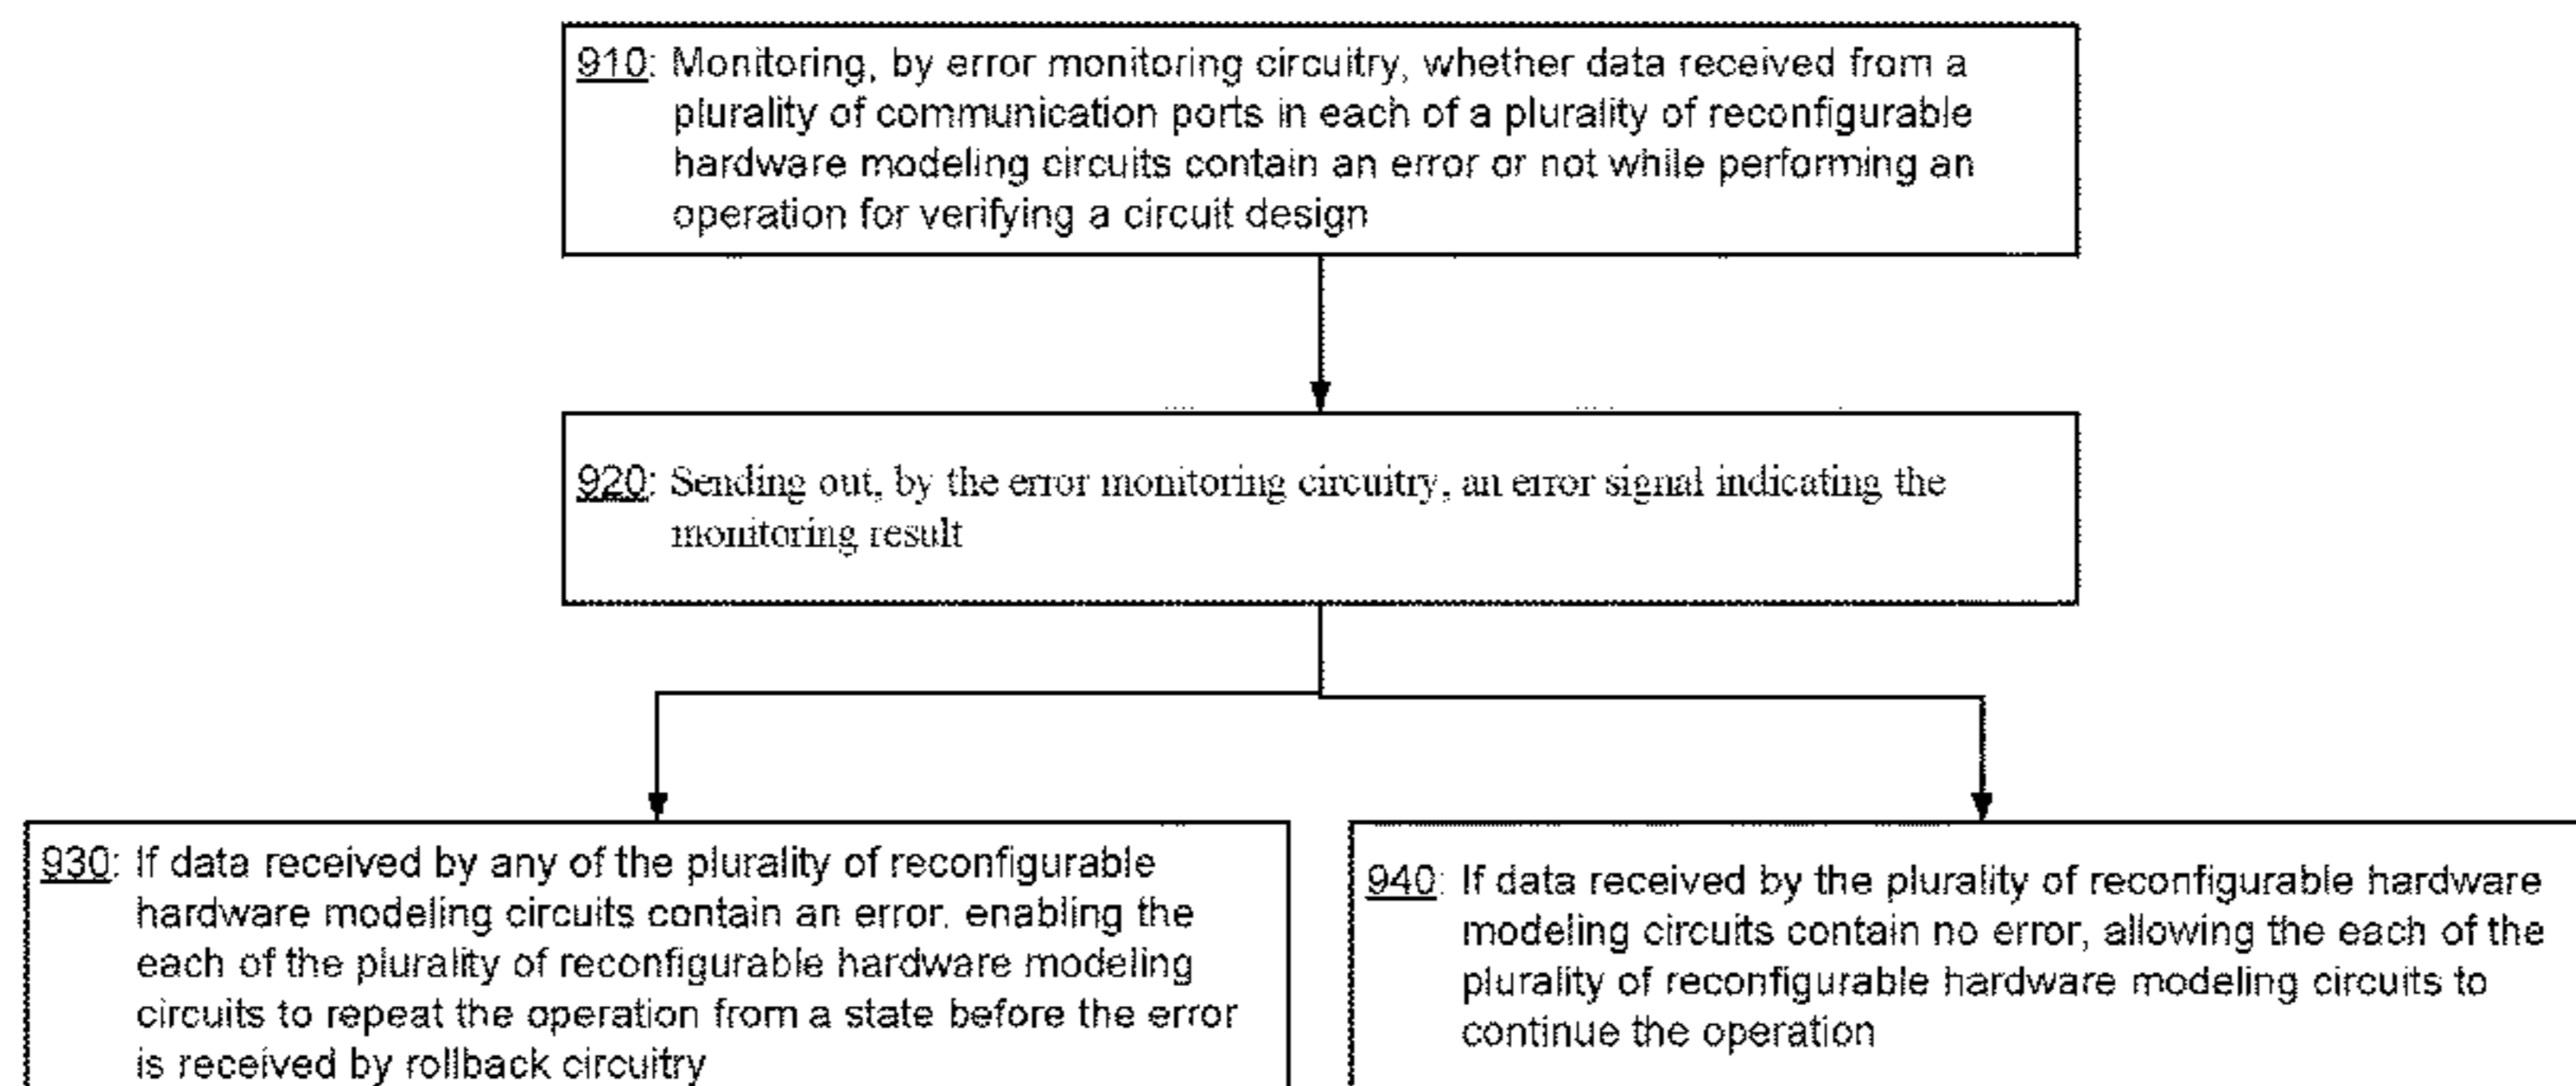 910: Monitoring, by error monitoring circuitry, whether data received from a
plurality of communication ports in each of a plurality of reconfigurable
hardware modeling circuits contain an error or not while performing an
operation for verifying a circuit design
920: Sending out, by the error monitoring circuitry, an error signal indicating the
monitoring result
930: If data received by any of the plurality of reconfigurable
hardware modeling circuits contain an error, enabling the
each of the plurality of reconfigurable hardware modeling
circuits to repeat the operation from a state before the error
is received by rollback circuitry
940: If data received by the plurality of reconfigurable hardware
modeling circuits contain no error, allowing the each of the
plurality of reconfigurable hardware modeling circuits to
continue the operation